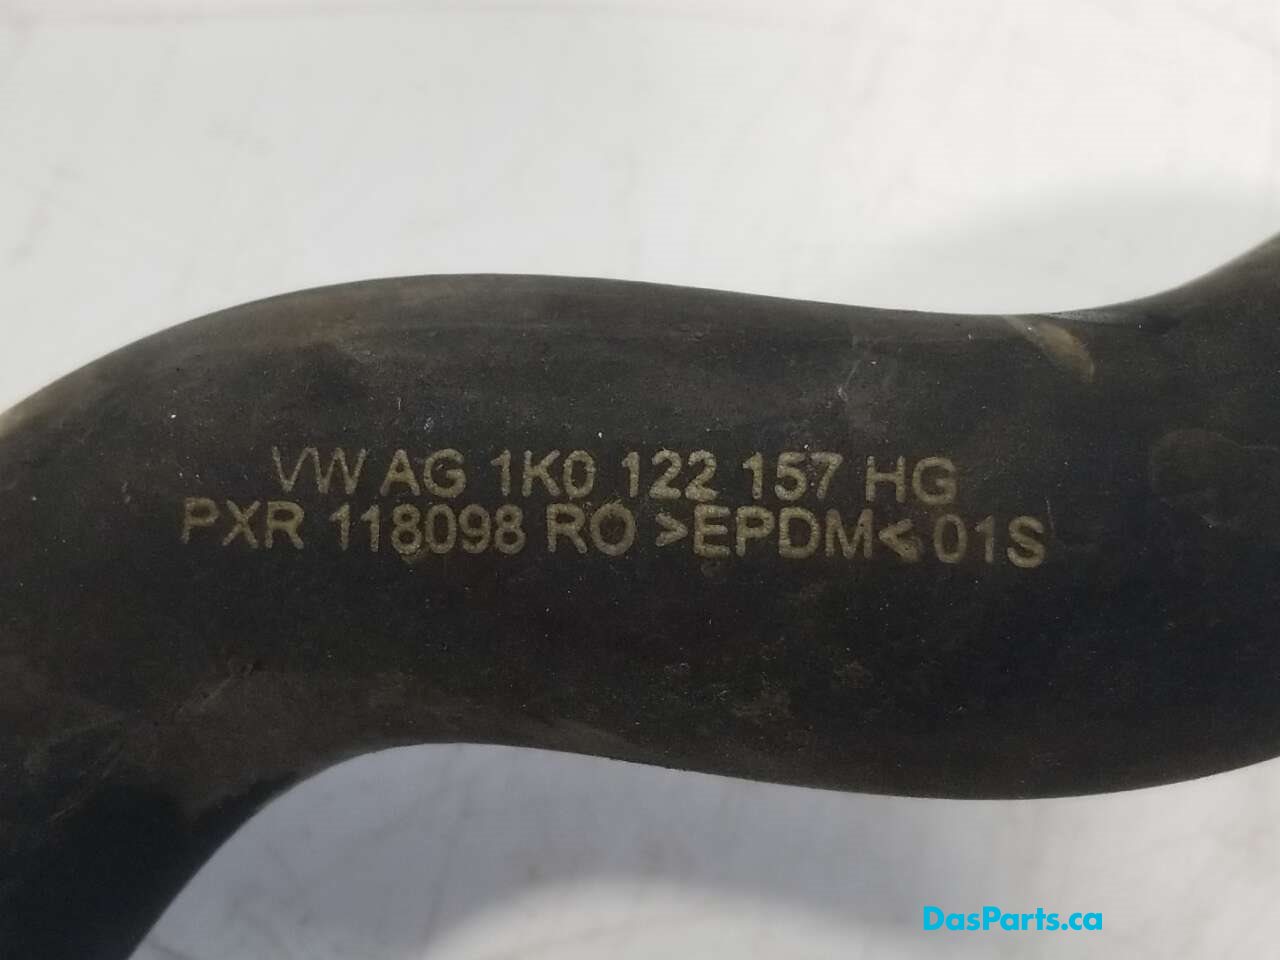 VW AG 1K0 122 157 HG
PXR 118098 RO >EPDM< 01S
DasParts.ca